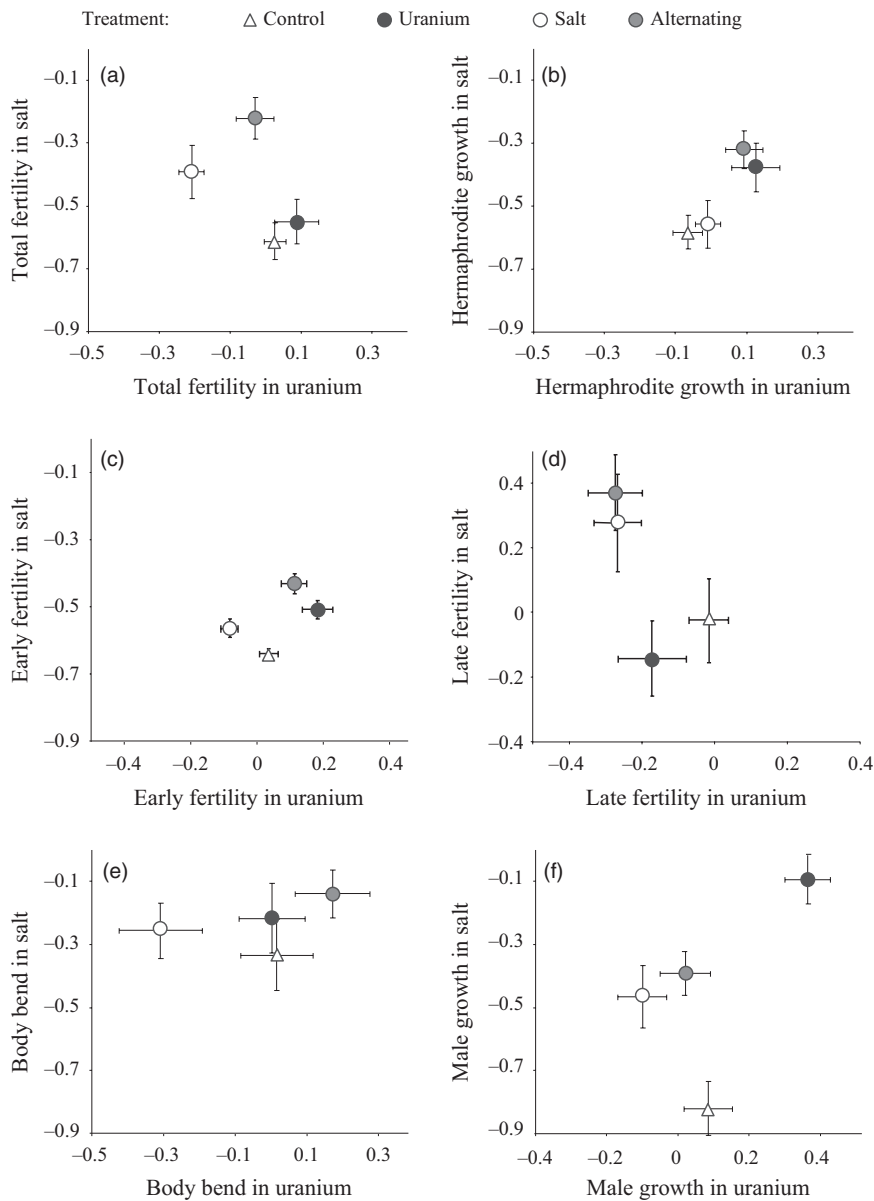 Treatment: Control Uranium Salt Alternating
(a)
Total fertility in salt
–0.1
–0.3
–0.5
–0.7
–0.9
–0.5 –0.3 –0.1 0.1 0.3
Total fertility in uranium
(b)
Hermaphrodite growth in salt
–0.1
–0.3
–0.5
–0.7
–0.9
–0.5 –0.3 –0.1 0.1 0.3
Hermaphrodite growth in uranium
(c)
Early fertility in salt
–0.1
–0.3
–0.5
–0.7
–0.9
–0.4 –0.2 0 0.2 0.4
Early fertility in uranium
(d)
Late fertility in salt
0.4
0.2
0
–0.2
–0.4
–0.4 –0.2 0 0.2 0.4
Late fertility in uranium
(e)
Body bend in salt
–0.1
–0.3
–0.5
–0.7
–0.9
–0.5 –0.3 –0.1 0.1 0.3
Body bend in uranium
(f)
Male growth in salt
–0.1
–0.3
–0.5
–0.7
–0.9
–0.4 –0.2 0 0.2 0.4
Male growth in uranium